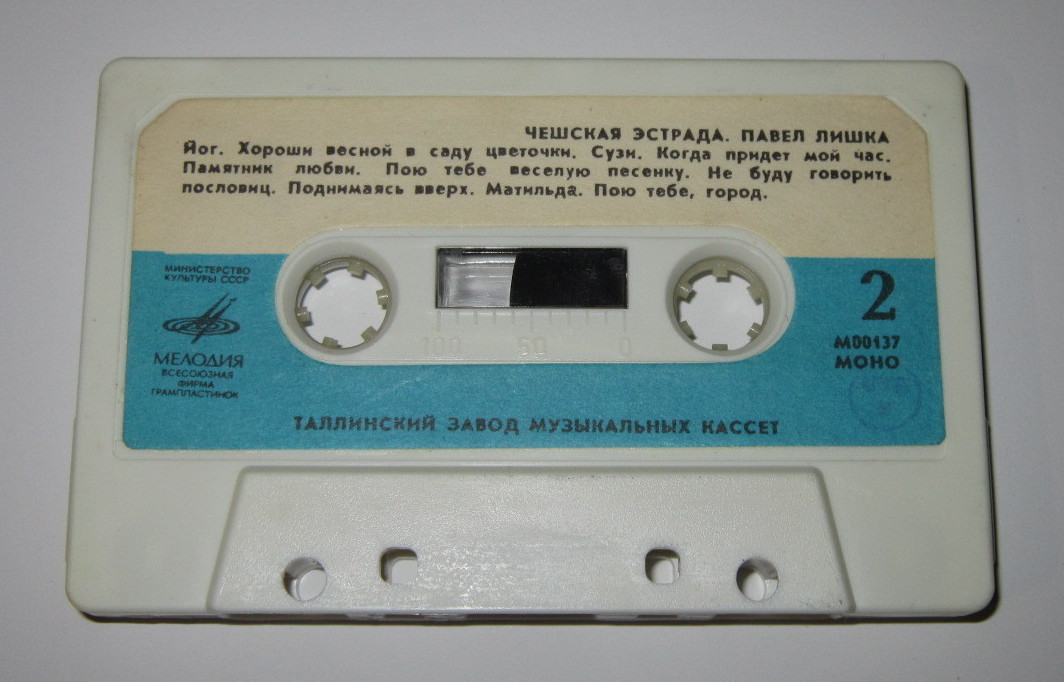 ЧЕШСКАЯ ЭСТРАДА. ПАВЕЛ ЛИШКА
Йог. Хороши весной в саду цветочки. Сузи. Когда придет мой час.
Памятник любви. Пою тебе веселую песенку. Не буду говорить
пословиц. Поднимаясь вверх. Матильда. Пою тебе, город.
МИНИСТЕРСТВО
КУЛЬТУРЫ СССР
МЕЛОДИЯ
ВСЕСОЮЗНАЯ
ФИРМА
ГРАМПЛАСТИНОК
100 50 0
2
М00137
МОНО
ТАЛЛИНСКИЙ ЗАВОД МУЗЫКАЛЬНЫХ КАССЕТ